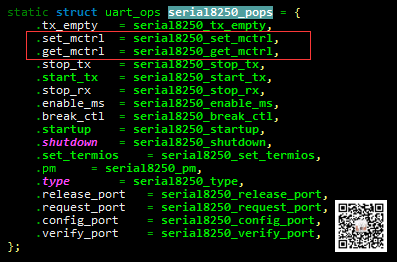 static struct uart_ops serial8250_pops = {
.tx_empty = serial8250_tx_empty,
.set_mctrl = serial8250_set_mctrl,
.get_mctrl = serial8250_get_mctrl,
.stop_tx = serial8250_stop_tx,
.start_tx = serial8250_start_tx,
.stop_rx = serial8250_stop_rx,
.enable_ms = serial8250_enable_ms,
.break_ctl = serial8250_break_ctl,
.startup = serial8250_startup,
.shutdown = serial8250_shutdown,
.set_termios = serial8250_set_termios,
.pm = serial8250_pm,
.type = serial8250_type,
.release_port = serial8250_release_port,
.request_port = serial8250_request_port,
.config_port = serial8250_config_port,
.verify_port = serial8250_verify_port,
};